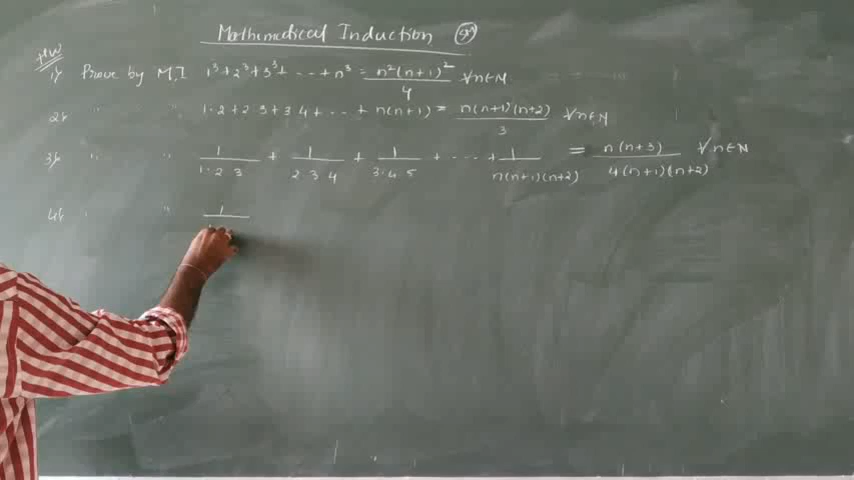 Mathematical Induction
HW
1) Prove by M.I 1³+2³+3³+ - - +n³ = n²(n+1)²/4 ∀n∈N
2) " " 1·2+2·3+3·4+ - - + n(n+1) = n(n+1)(n+2)/3 ∀n∈N
3) " " 1/1·2·3 + 1/2·3·4 + 1/3·4·5 + - - - - + 1/n(n+1)(n+2) = n(n+3)/4(n+1)(n+2) ∀n∈N
4) " " 1/